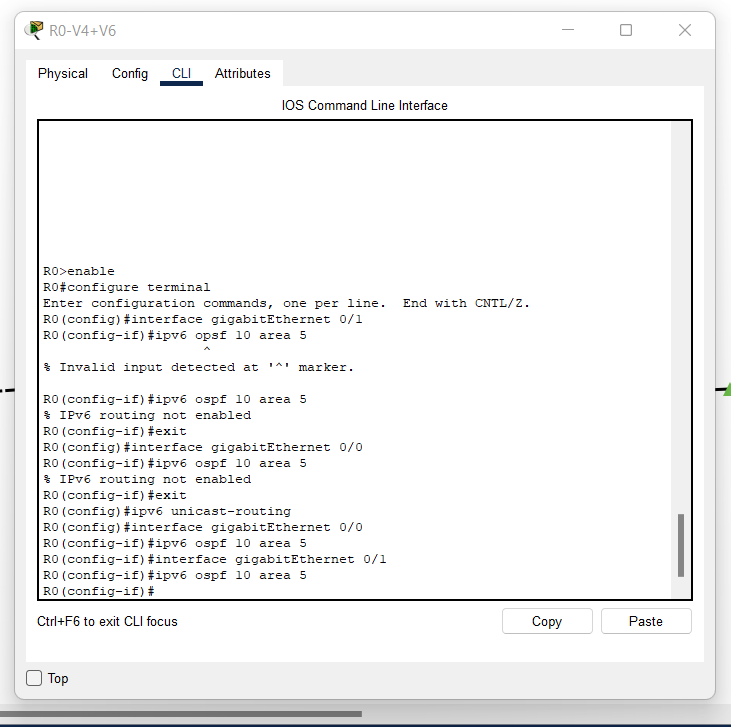 R0-V4+V6
Physical Config CLI Attributes
IOS Command Line Interface
R0>enable
R0#configure terminal
Enter configuration commands, one per line.  End with CNTL/Z.
R0(config)#interface gigabitEthernet 0/1
R0(config-if)#ipv6 opsf 10 area 5
^
% Invalid input detected at '^' marker.
R0(config-if)#ipv6 ospf 10 area 5
% IPv6 routing not enabled
R0(config-if)#exit
R0(config)#interface gigabitEthernet 0/0
R0(config-if)#ipv6 ospf 10 area 5
% IPv6 routing not enabled
R0(config-if)#exit
R0(config)#ipv6 unicast-routing
R0(config)#interface gigabitEthernet 0/0
R0(config-if)#ipv6 ospf 10 area 5
R0(config-if)#interface gigabitEthernet 0/1
R0(config-if)#ipv6 ospf 10 area 5
R0(config-if)#
Ctrl+F6 to exit CLI focus
Copy Paste
Top